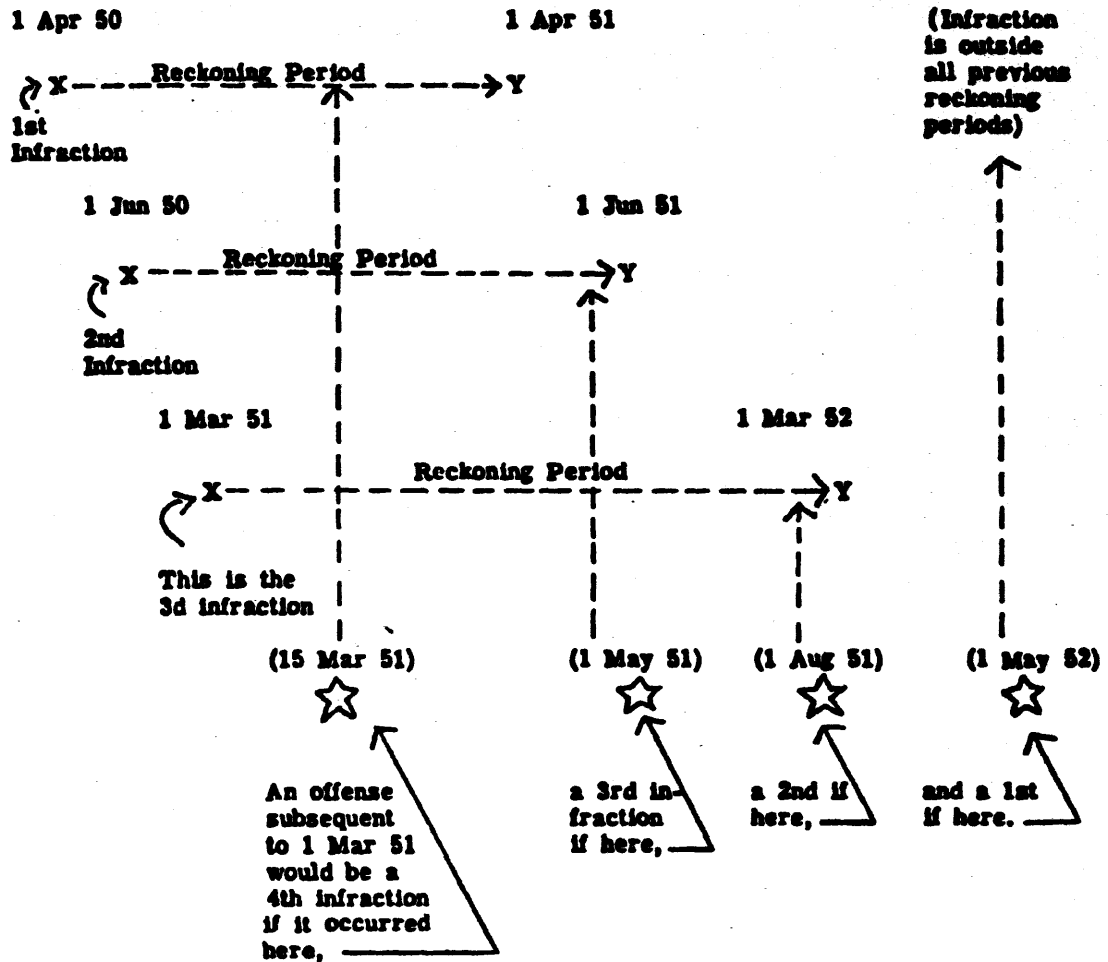 1 Apr 50
1 Apr 51
(Infraction
is outside
all previous
reckoning
periods)
X
Reckoning Period
Y
1st
Infraction
1 Jun 50
1 Jun 51
X
Reckoning Period
Y
2nd
Infraction
1 Mar 51
1 Mar 52
X
Reckoning Period
Y
This is the
3d infraction
(15 Mar 51)
(1 May 51)
(1 Aug 51)
(1 May 52)
An offense
subsequent
to 1 Mar 51
would be a
4th infraction
if it occurred
here,
a 3rd in-
fraction
if here,
a 2nd if
here,
and a 1st
if here.